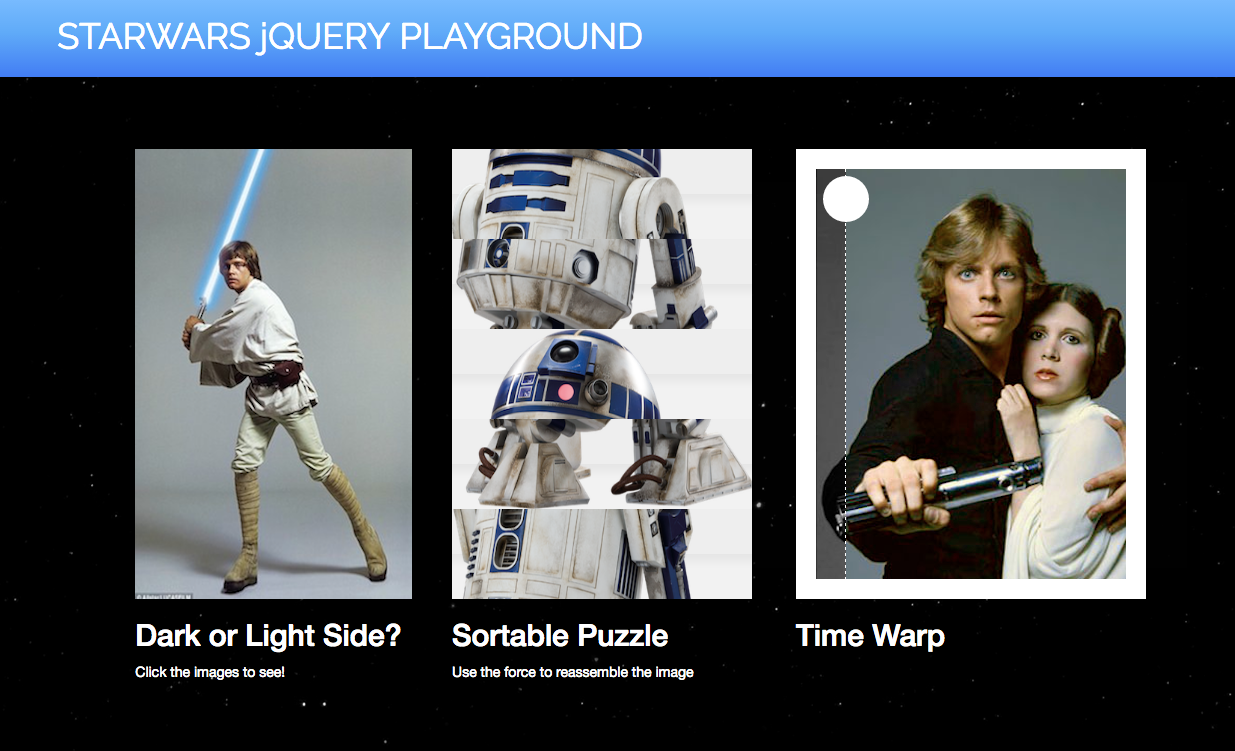 STARWARS jQUERY PLAYGROUND
Dark or Light Side?
Click the images to see!
Sortable Puzzle
Use the force to reassemble the image
Time Warp